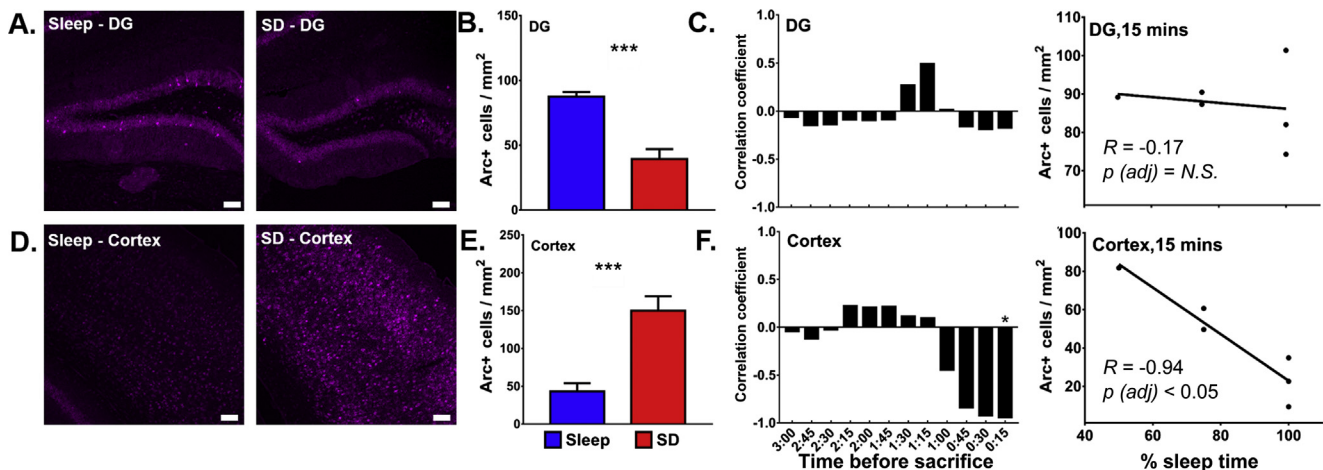 A.
Sleep - DG
SD - DG
B.
DG
***
Arc+ cells / mm²
150
100
50
0
C.
DG
Correlation coefficient
1.0
0.5
0.0
-0.5
-1.0
DG,15 mins
Arc+ cells / mm²
110
100
90
80
70
R = -0.17
p (adj) = N.S.
D.
Sleep - Cortex
SD - Cortex
E.
Cortex
***
Arc+ cells / mm²
250
200
150
100
50
0
Sleep
SD
F.
Cortex
*
Correlation coefficient
1.0
0.5
0.0
-0.5
-1.0
3:00
2:45
2:30
2:15
2:00
1:45
1:30
1:15
1:00
0:45
0:30
0:15
Time before sacrifice
Cortex,15 mins
Arc+ cells / mm²
80
60
40
20
R = -0.94
p (adj) < 0.05
40
60
80
100
% sleep time